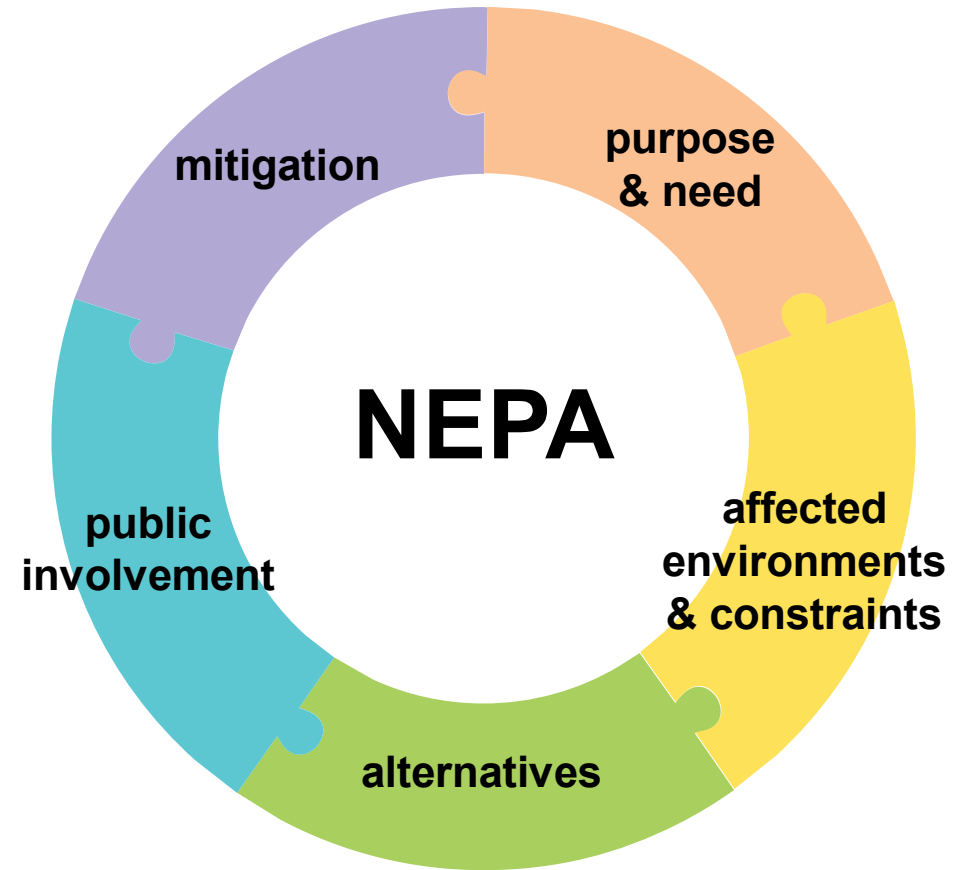 purpose
& need
mitigation
NEPA
affected
environments
& constraints
public
involvement
alternatives